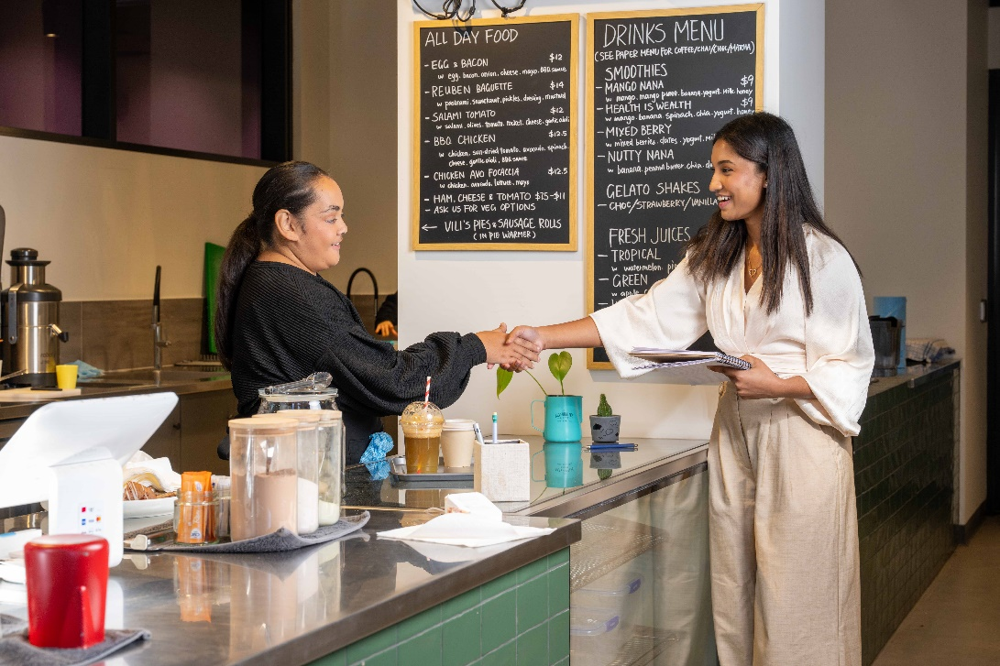 ALL DAY FOOD
- EGG & BACON $12
w egg. bacon. onion. cheese. mayo. BBQ sauce
- REUBEN BAGUETTE $14
w pastrami. sauerkraut. pickles. dressing. mustard
- SALAMI TOMATO $12
w salami. olives. tomato. rocket. cheese. garlic aioli
- BBQ CHICKEN $12.5
w chicken. sun-dried tomato. avocado. spinach
cheese. garlic aioli. BBQ sauce
- CHICKEN AVO FOCACCIA $12.5
w chicken. avocado. lettuce. mayo
- HAM. CHEESE & TOMATO $7.5-$11
- ASK US FOR VEG OPTIONS
← VILI'S PIES & SAUSAGE ROLLS
(IN PIE WARMER)
DRINKS MENU
(SEE PAPER MENU FOR COFFEE/CHAI/CHOC/MATCHA)
SMOOTHIES
- MANGO NANA $9
w mango. mango puree. banana. yogurt. milk. honey
- HEALTH IS WEALTH $9
w mango. banana. spinach. chia. yogurt. honey
- MIXED BERRY
w mixed berries. dates. yogurt.
- NUTTY NANA
w banana. peanut butter. chia.
GELATO SHAKES
- CHOC/STRAWBERRY/VANILLA
FRESH JUICES
- TROPICAL
w watermelon.
- GREEN
w apple